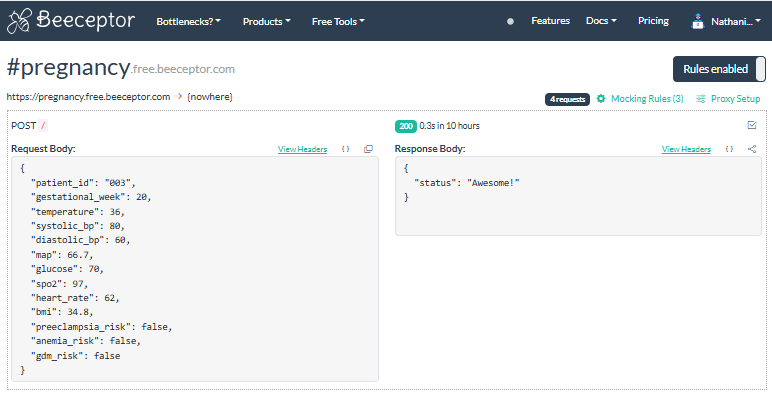 Beeceptor Bottlenecks? Products Free Tools Features Docs Pricing Nathani...
#pregnancy.free.beeceptor.com Rules enabled
https://pregnancy.free.beeceptor.com → {nowhere} 4 requests Mocking Rules (3) Proxy Setup
POST / 200 0.3s in 10 hours
Request Body: View Headers { } Response Body: View Headers { }
{
"patient_id": "003",
"gestational_week": 20,
"temperature": 36,
"systolic_bp": 80,
"diastolic_bp": 60,
"map": 66.7,
"glucose": 70,
"spo2": 97,
"heart_rate": 62,
"bmi": 34.8,
"preeclampsia_risk": false,
"anemia_risk": false,
"gdm_risk": false
}
{
"status": "Awesome!"
}